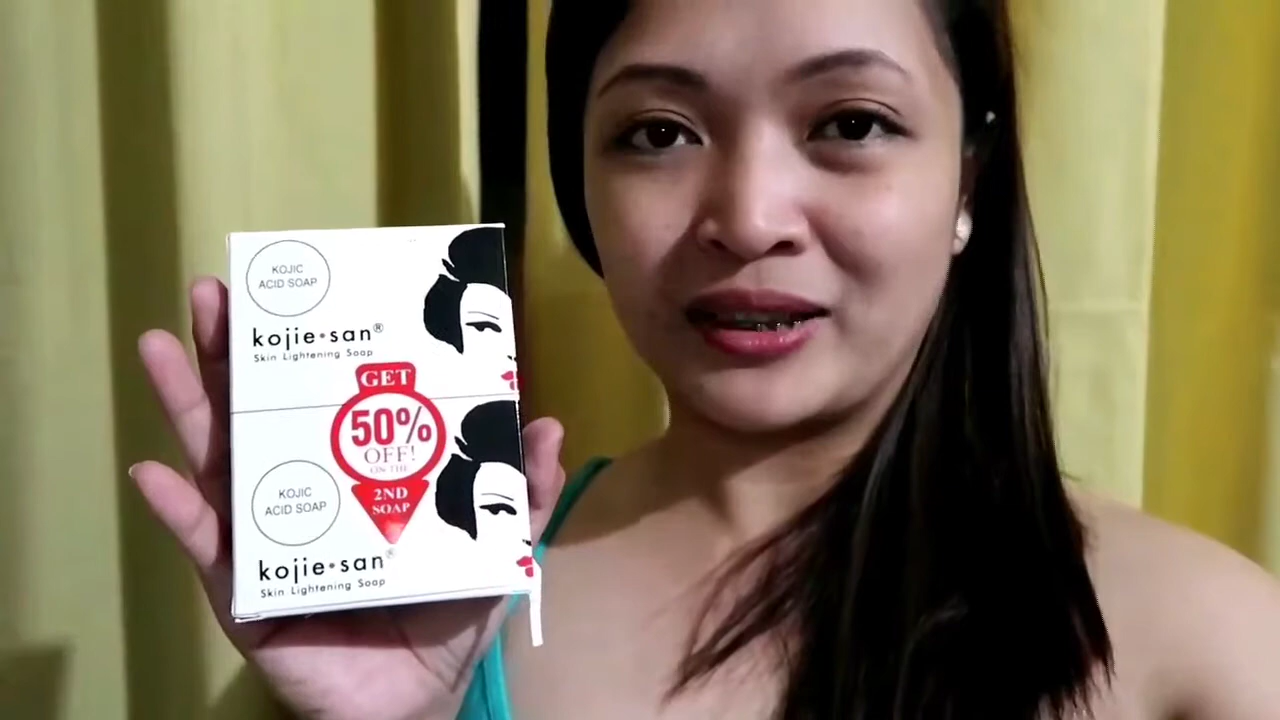 KOJIC
ACID SOAP
kojie•san®
Skin Lightening Soap
GET
50%
OFF!
ON THE
2ND
SOAP
KOJIC
ACID SOAP
kojie•san®
Skin Lightening Soap